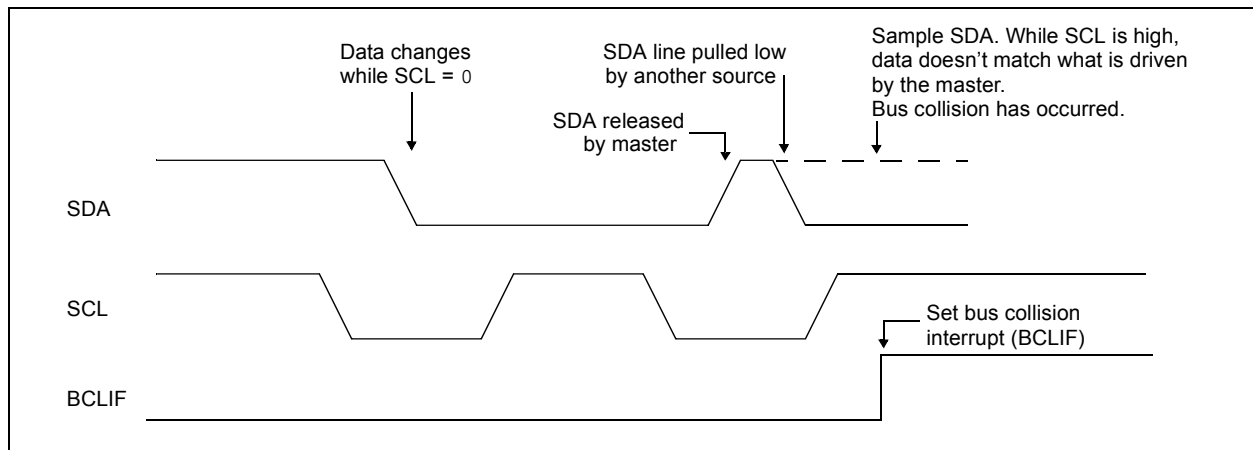 Data changes
while SCL = 0
SDA line pulled low
by another source
SDA released
by master
Sample SDA. While SCL is high,
data doesn’t match what is driven
by the master.
Bus collision has occurred.
SDA
SCL
Set bus collision
interrupt (BCLIF)
BCLIF